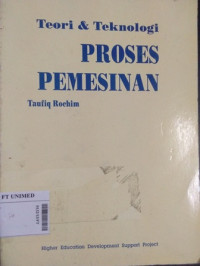 Teori & Teknologi
PROSES
PEMESINAN
Taufiq Rochim
FT UNIMED
Higher Education Development Support Project